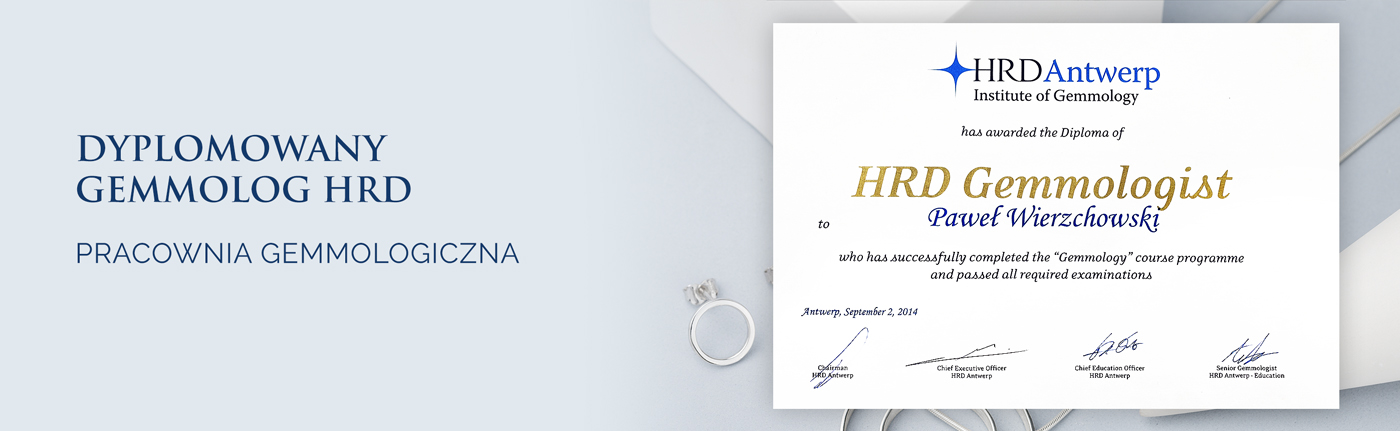 DYPLOMOWANY
GEMMOLOG HRD
PRACOWNIA GEMMOLOGICZNA
HRDAntwerp
Institute of Gemmology
has awarded the Diploma of
HRD Gemmologist
to
Paweł Wierzchowski
who has successfully completed the “Gemmology” course programme
and passed all required examinations
Antwerp, September 2, 2014
Chairman
HRD Antwerp
Chief Executive Officer
HRD Antwerp
Chief Education Officer
HRD Antwerp
Senior Gemmologist
HRD Antwerp - Education